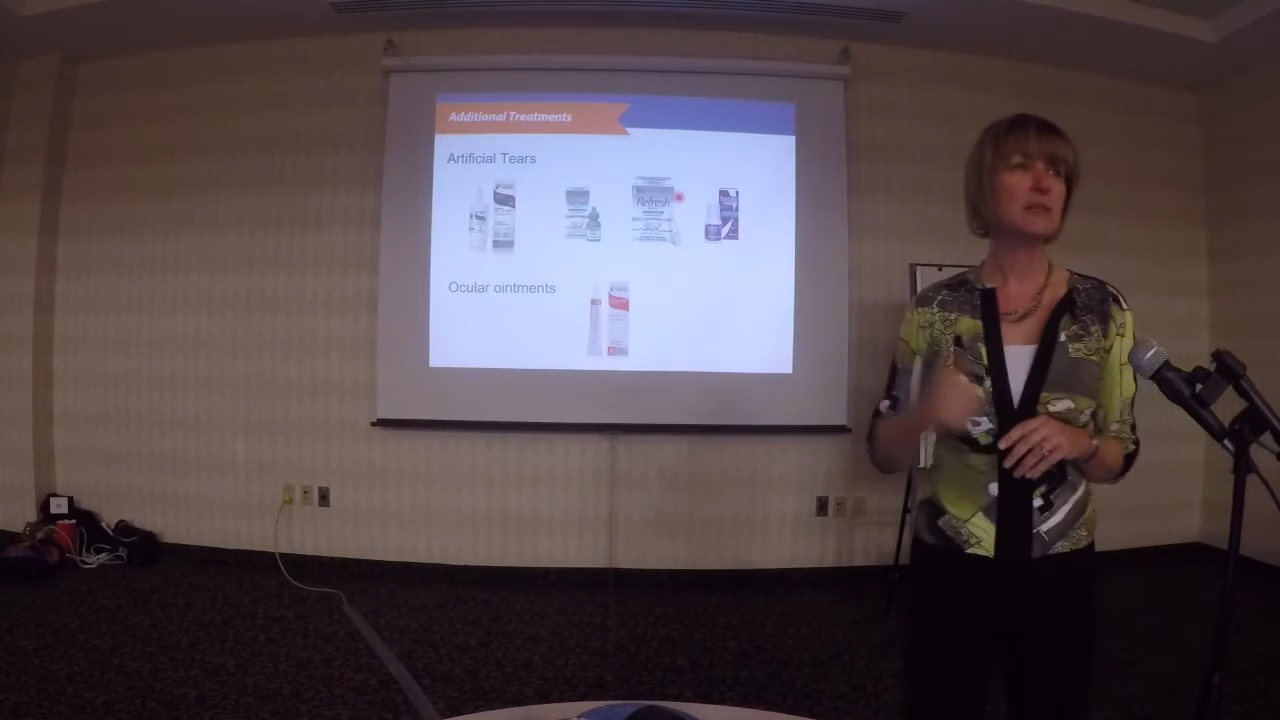 Additional Treatments
Artificial Tears
Refresh
Ocular ointments